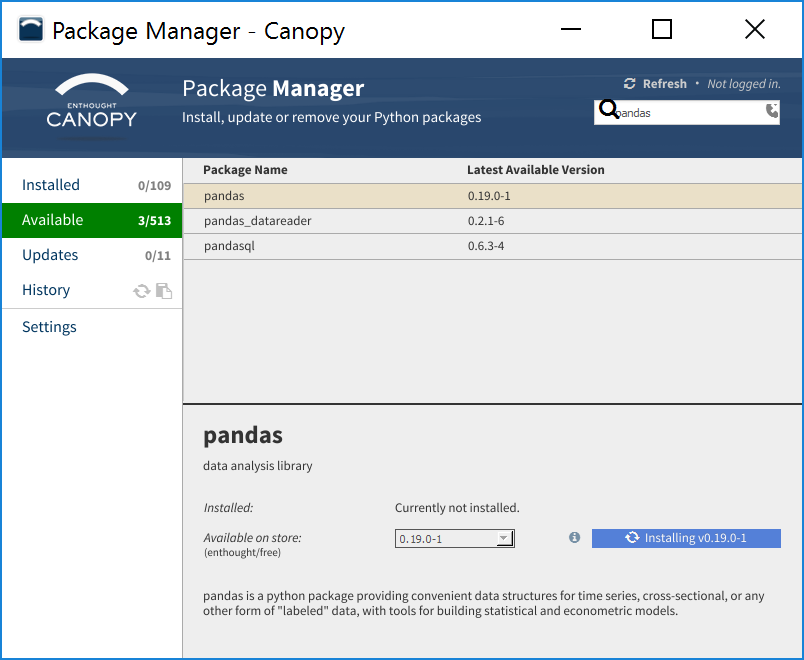 Package Manager - Canopy
ENTHOUGHT
CANOPY
Package Manager
Install, update or remove your Python packages
Refresh • Not logged in.
pandas
Installed 0/109
Available 3/513
Updates 0/11
History
Settings
Package Name Latest Available Version
pandas 0.19.0-1
pandas_datareader 0.2.1-6
pandasql 0.6.3-4
pandas
data analysis library
Installed: Currently not installed.
Available on store: 0.19.0-1 Installing v0.19.0-1
(enthought/free)
pandas is a python package providing convenient data structures for time series, cross-sectional, or any
other form of "labeled" data, with tools for building statistical and econometric models.